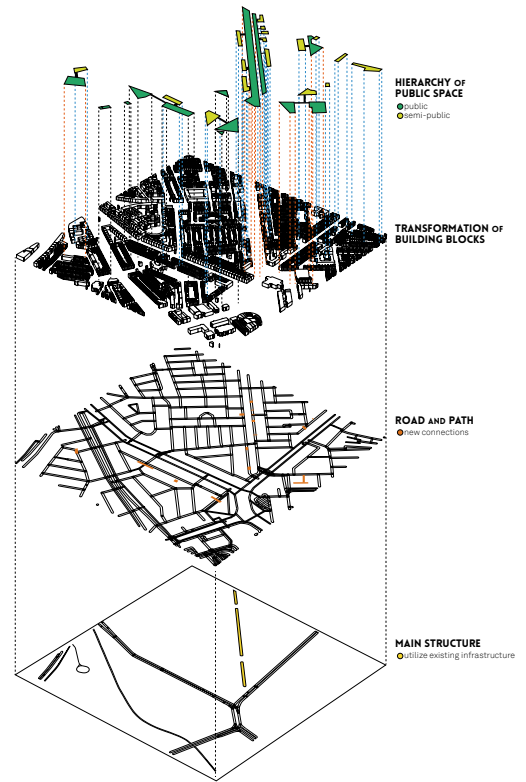 HIERARCHY OF
PUBLIC SPACE
public
semi-public
TRANSFORMATION OF
BUILDING BLOCKS
ROAD AND PATH
new connections
MAIN STRUCTURE
utilize existing infrastructure